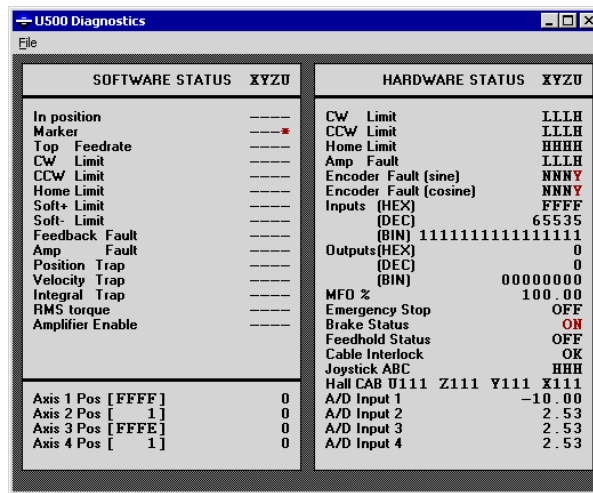 U500 Diagnostics
File
SOFTWARE STATUS XYZU
In position ----
Marker ---*
Top Feedrate ----
CW Limit ----
CCW Limit ----
Home Limit ----
Soft+ Limit ----
Soft- Limit ----
Feedback Fault ----
Amp Fault ----
Position Trap ----
Velocity Trap ----
Integral Trap ----
RMS torque ----
Amplifier Enable ----
Axis 1 Pos [FFFF] 0
Axis 2 Pos [ 1] 0
Axis 3 Pos [FFFE] 0
Axis 4 Pos [ 1] 0
HARDWARE STATUS XYZU
CW Limit LLLH
CCW Limit LLLH
Home Limit HHHH
Amp Fault LLLH
Encoder Fault (sine) NNNY
Encoder Fault (cosine) NNNY
Inputs (HEX) FFFF
(DEC) 65535
(BIN) 1111111111111111
Outputs(HEX) 0
(DEC) 0
(BIN) 00000000
MFO % 100.00
Emergency Stop OFF
Brake Status ON
Feedhold Status OFF
Cable Interlock OK
Joystick ABC HHH
Hall CAB U111 Z111 Y111 X111
A/D Input 1 -10.00
A/D Input 2 2.53
A/D Input 3 2.53
A/D Input 4 2.53